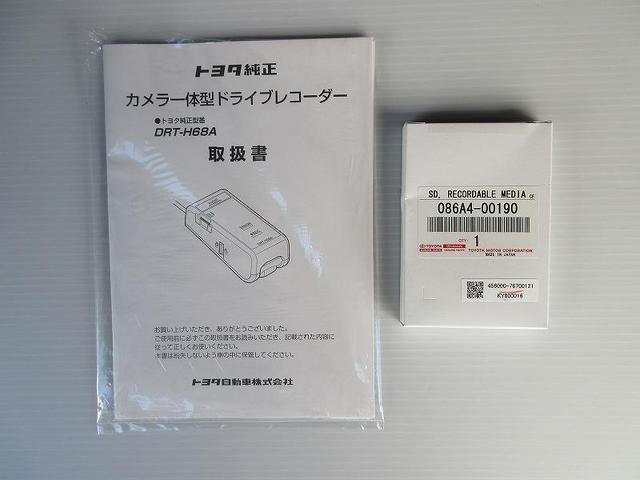 トヨタ純正
カメラ一体型ドライブレコーダー
●トヨタ純正型番
DRT-H68A
取扱書
お買い上げいただき、ありがとうございました。
ご使用前に必ずこの取扱書をお読みいただき、記載された内容に
従って正しくお使いください。
本書は紛失しないよう車の中に保管してください。
トヨタ自動車株式会社
SD, RECORDABLE MEDIA
086A4-00190
QTY. 1
TOYOTA
TOYOTA MOTOR CORPORATION
MADE IN JAPAN
456000-76700121
KY800016